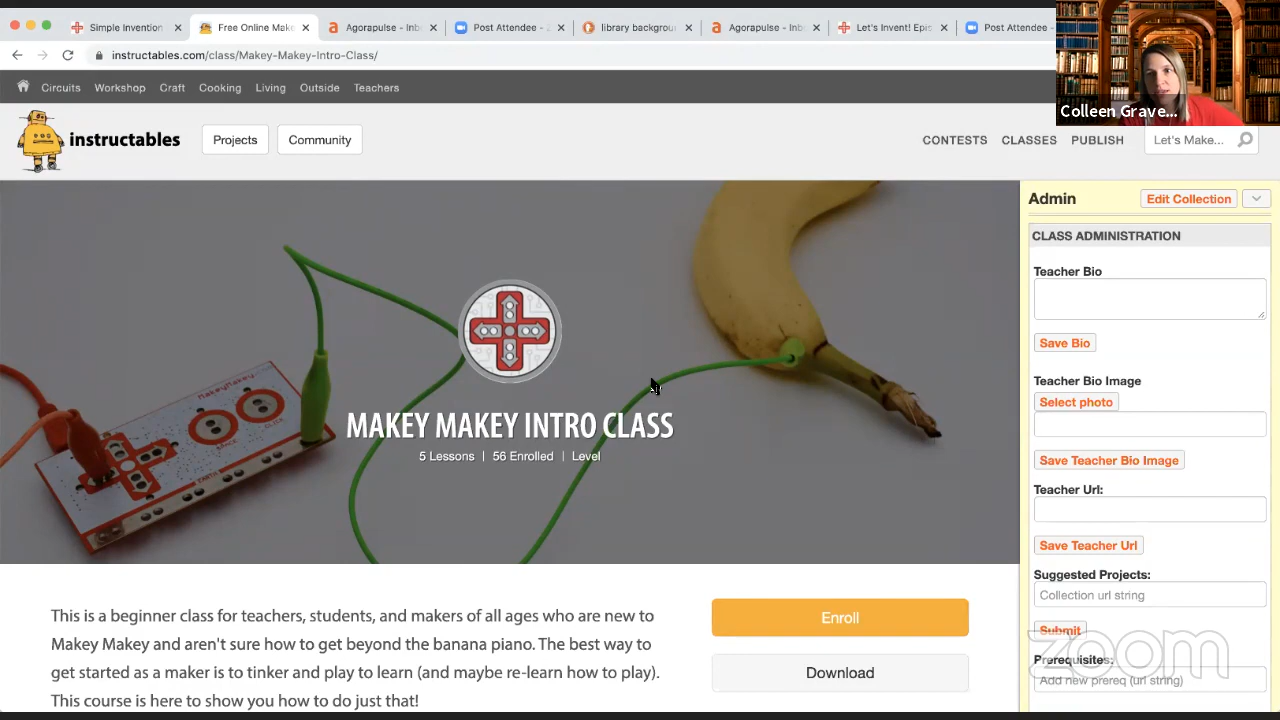 Simple Invention
Free Online Make
Agorapulse
Post Attendee
library backgrou
Agorapulse - In
Let's Invent Epis
Post Attendee
instructables.com/class/Makey-Makey-Intro-Class/
Colleen Grave...
Circuits Workshop Craft Cooking Living Outside Teachers
instructables
Projects
Community
CONTESTS CLASSES PUBLISH
Let's Make...
Admin
Edit Collection
CLASS ADMINISTRATION
Teacher Bio
Save Bio
Teacher Bio Image
Select photo
Save Teacher Bio Image
Teacher Url:
Save Teacher Url
Suggested Projects:
Collection url string
Submit
Prerequisites:
Add new prereq (url string)
zoom
MAKEY MAKEY INTRO CLASS
5 Lessons | 56 Enrolled | Level
This is a beginner class for teachers, students, and makers of all ages who are new to
Makey Makey and aren't sure how to get beyond the banana piano. The best way to
get started as a maker is to tinker and play to learn (and maybe re-learn how to play).
This course is here to show you how to do just that!
Enroll
Download